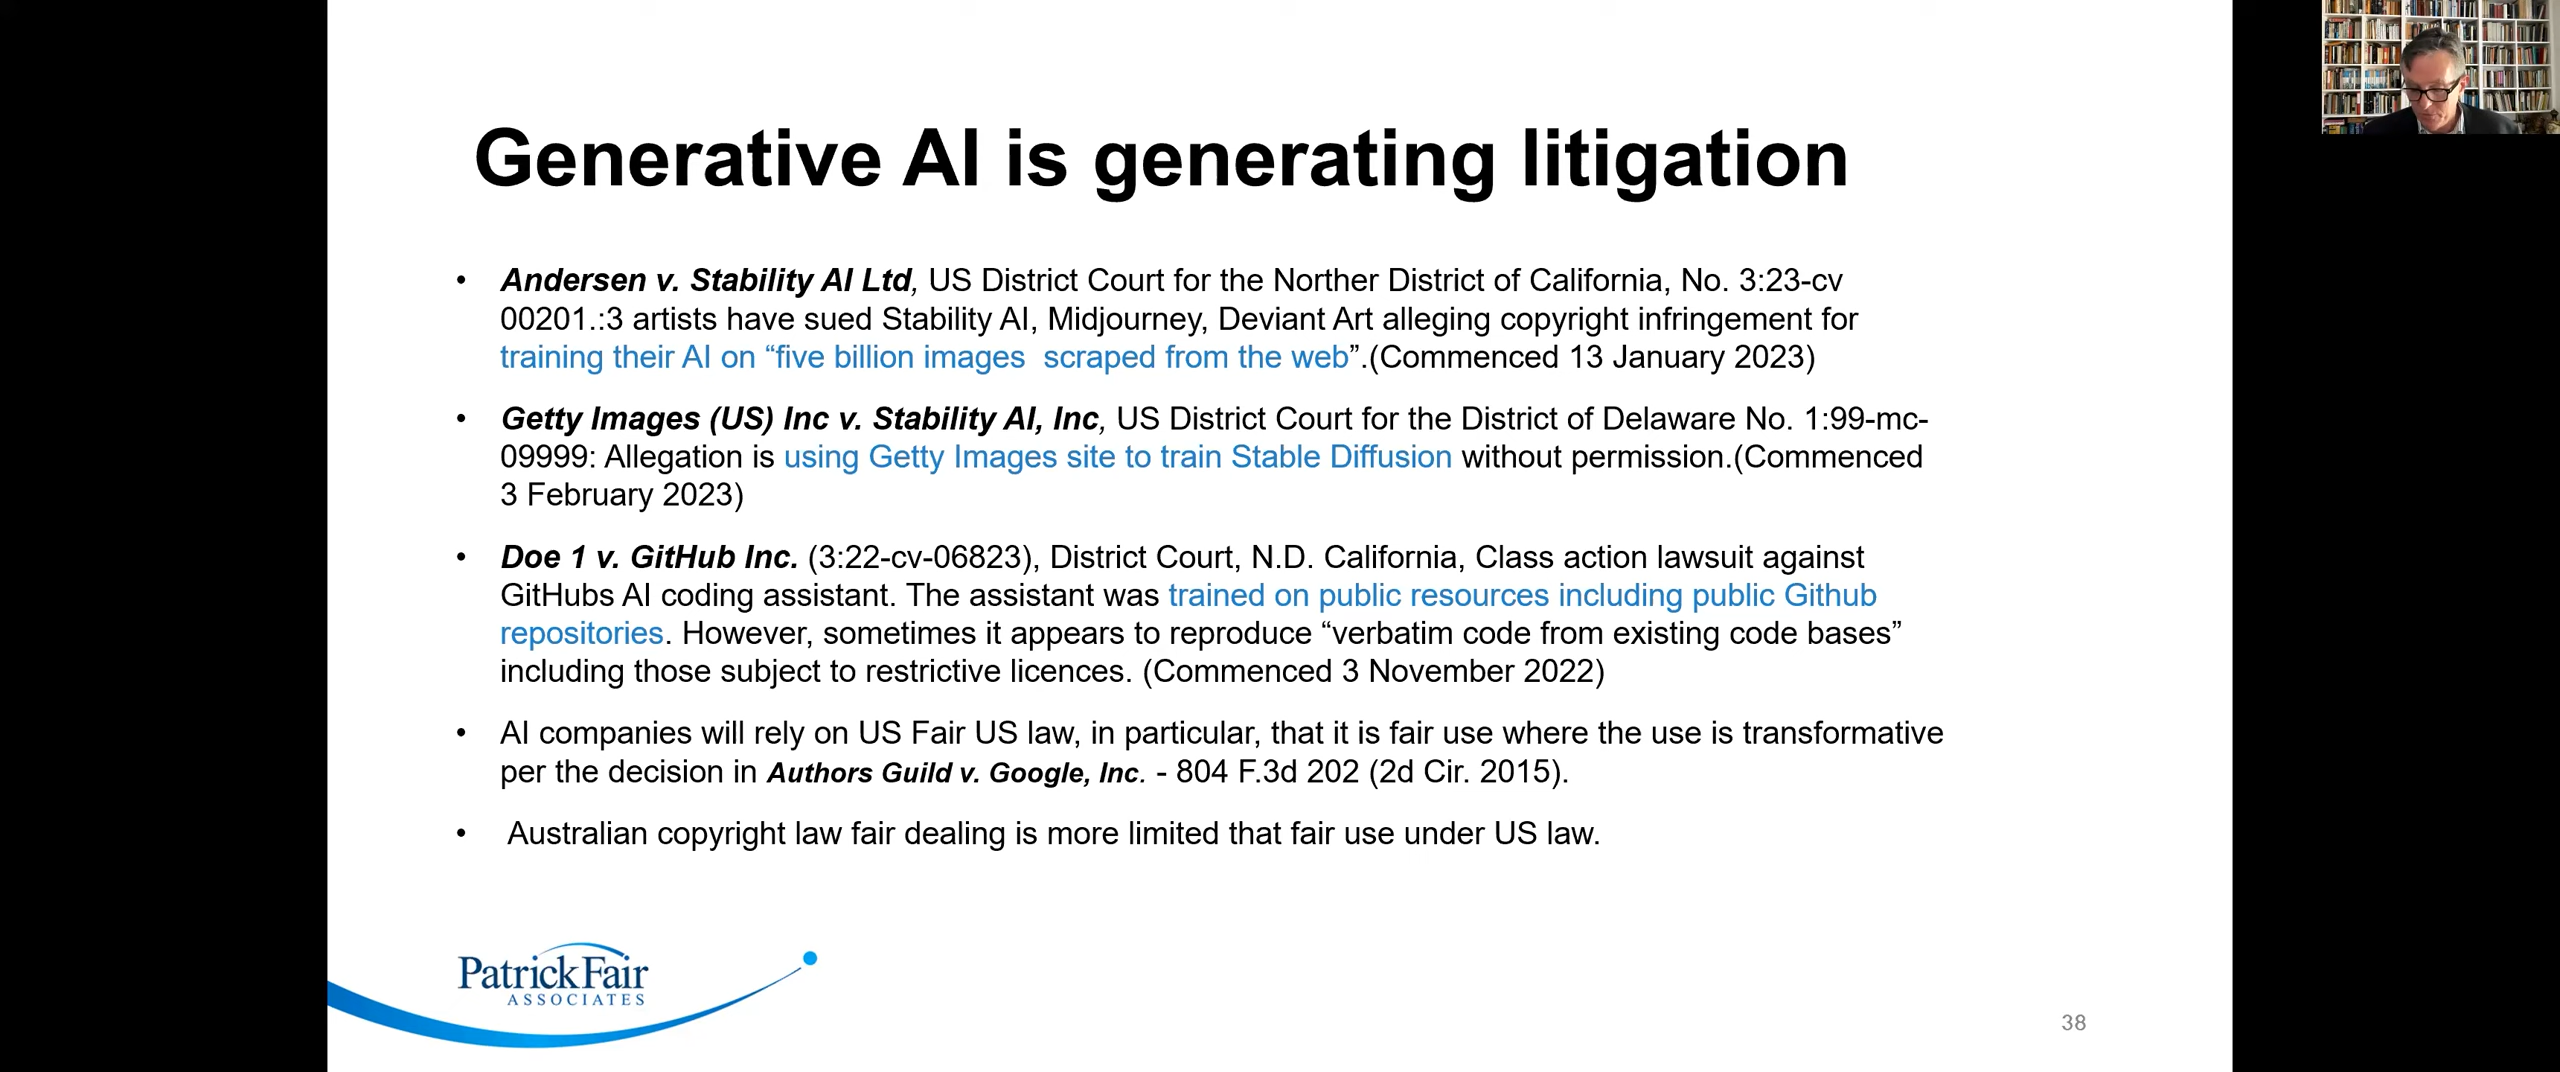 Generative AI is generating litigation
• Andersen v. Stability AI Ltd, US District Court for the Norther District of California, No. 3:23-cv
00201.:3 artists have sued Stability AI, Midjourney, Deviant Art alleging copyright infringement for
training their AI on “five billion images  scraped from the web”.(Commenced 13 January 2023)
• Getty Images (US) Inc v. Stability AI, Inc, US District Court for the District of Delaware No. 1:99-mc-
09999: Allegation is using Getty Images site to train Stable Diffusion without permission.(Commenced
3 February 2023)
• Doe 1 v. GitHub Inc. (3:22-cv-06823), District Court, N.D. California, Class action lawsuit against
GitHubs AI coding assistant. The assistant was trained on public resources including public Github
repositories. However, sometimes it appears to reproduce “verbatim code from existing code bases”
including those subject to restrictive licences. (Commenced 3 November 2022)
• AI companies will rely on US Fair US law, in particular, that it is fair use where the use is transformative
per the decision in Authors Guild v. Google, Inc. - 804 F.3d 202 (2d Cir. 2015).
• Australian copyright law fair dealing is more limited that fair use under US law.
Patrick Fair
ASSOCIATES
38